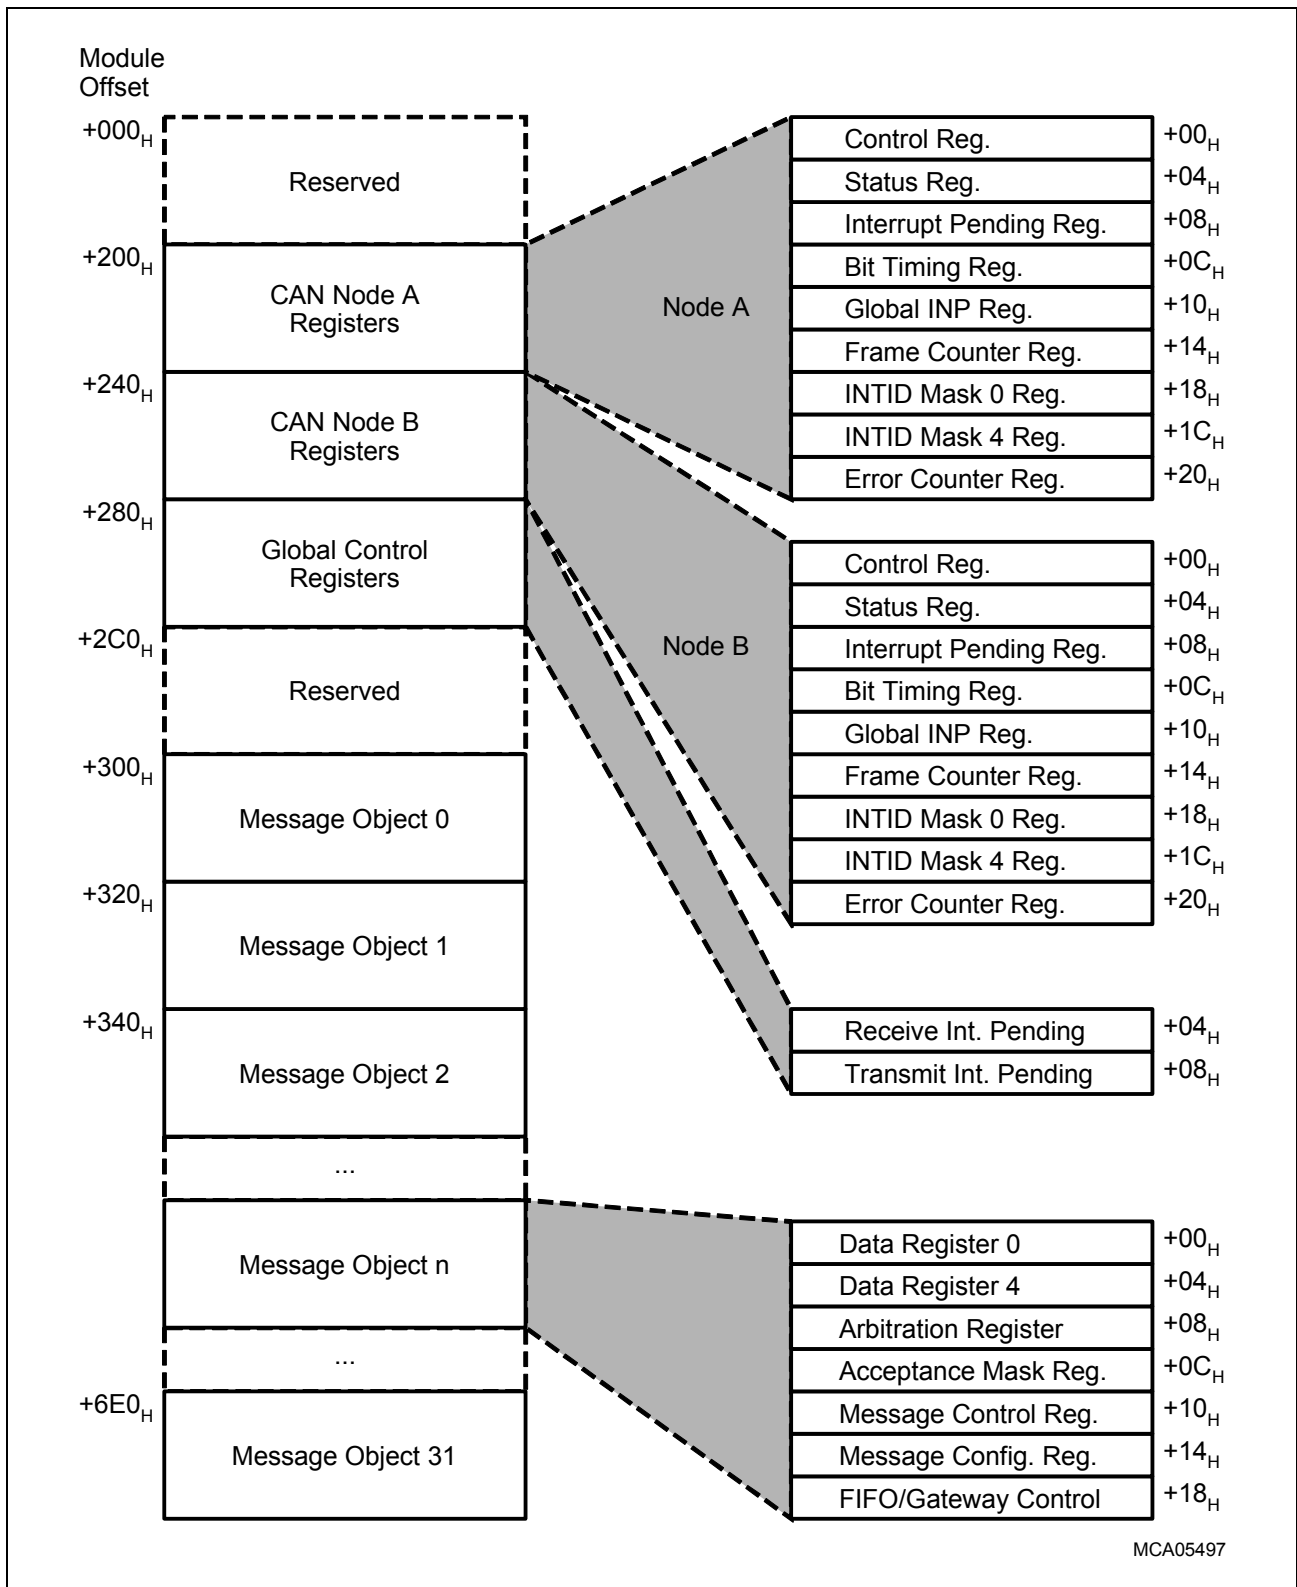 Module
Offset
+000H
Reserved
+200H
CAN Node A
Registers
+240H
CAN Node B
Registers
+280H
Global Control
Registers
+2C0H
Reserved
+300H
Message Object 0
+320H
Message Object 1
+340H
Message Object 2
...
Message Object n
...
+6E0H
Message Object 31
Node A
Control Reg. +00H
Status Reg. +04H
Interrupt Pending Reg. +08H
Bit Timing Reg. +0CH
Global INP Reg. +10H
Frame Counter Reg. +14H
INTID Mask 0 Reg. +18H
INTID Mask 4 Reg. +1CH
Error Counter Reg. +20H
Node B
Control Reg. +00H
Status Reg. +04H
Interrupt Pending Reg. +08H
Bit Timing Reg. +0CH
Global INP Reg. +10H
Frame Counter Reg. +14H
INTID Mask 0 Reg. +18H
INTID Mask 4 Reg. +1CH
Error Counter Reg. +20H
Receive Int. Pending +04H
Transmit Int. Pending +08H
Data Register 0 +00H
Data Register 4 +04H
Arbitration Register +08H
Acceptance Mask Reg. +0CH
Message Control Reg. +10H
Message Config. Reg. +14H
FIFO/Gateway Control +18H
MCA05497